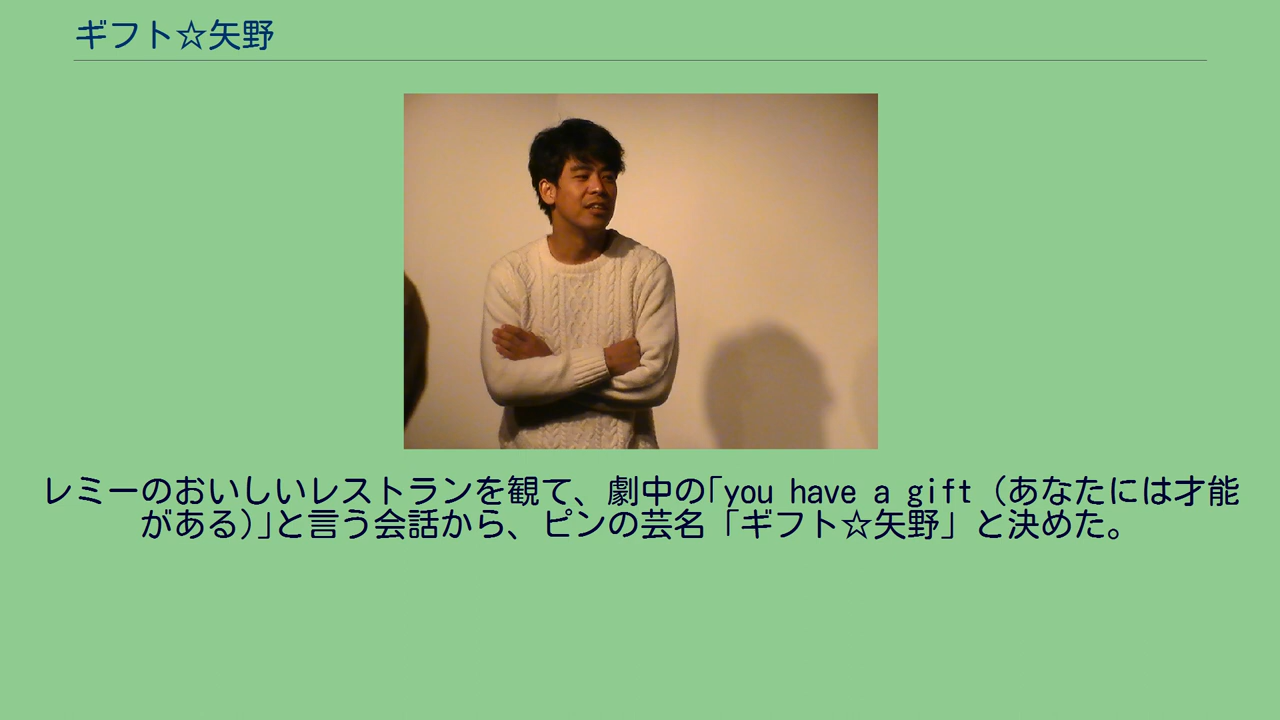 ギフト☆矢野
レミーのおいしいレストランを観て、劇中の｢you have a gift（あなたには才能
がある）｣と言う会話から、ピンの芸名「ギフト☆矢野」と決めた。